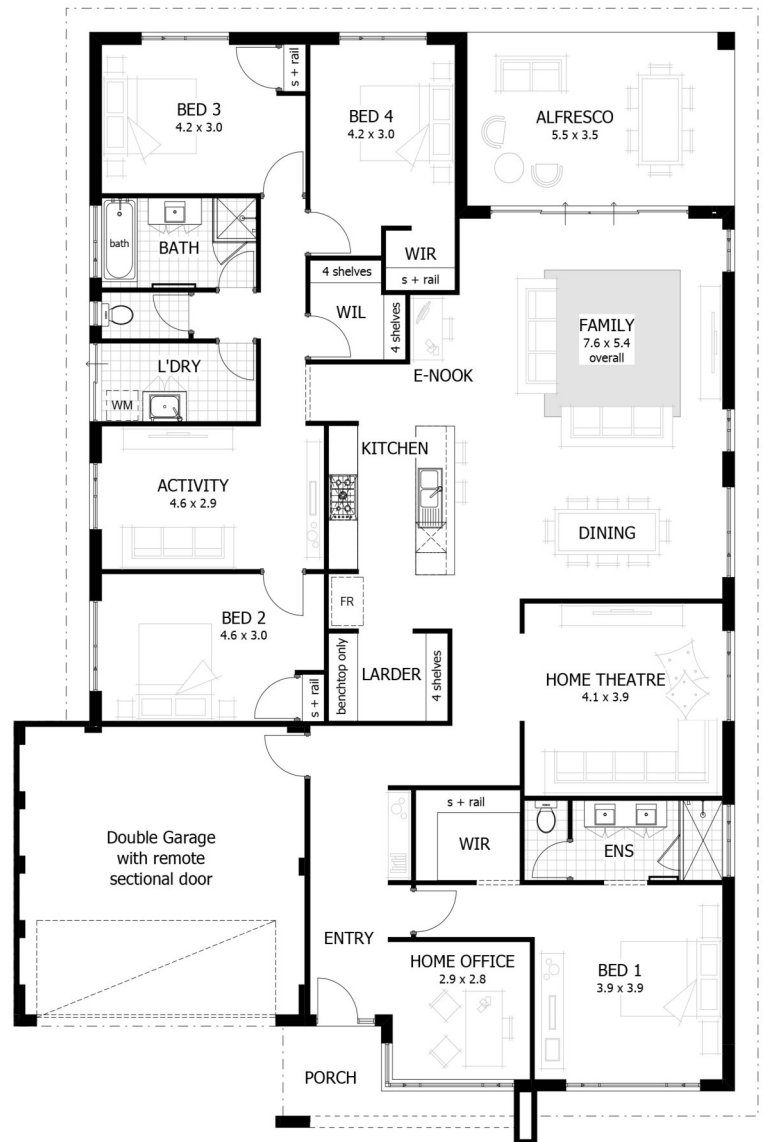 BED 3
4.2 x 3.0
s + rail
BED 4
4.2 x 3.0
ALFRESCO
5.5 x 3.5
bath
BATH
WIR
s + rail
4 shelves
WIL
4 shelves
FAMILY
7.6 x 5.4
overall
L'DRY
WM
E-NOOK
KITCHEN
ACTIVITY
4.6 x 2.9
DINING
BED 2
4.6 x 3.0
s + rail
FR
benchtop only
LARDER
4 shelves
HOME THEATRE
4.1 x 3.9
Double Garage
with remote
sectional door
s + rail
WIR
ENS
ENTRY
HOME OFFICE
2.9 x 2.8
BED 1
3.9 x 3.9
PORCH